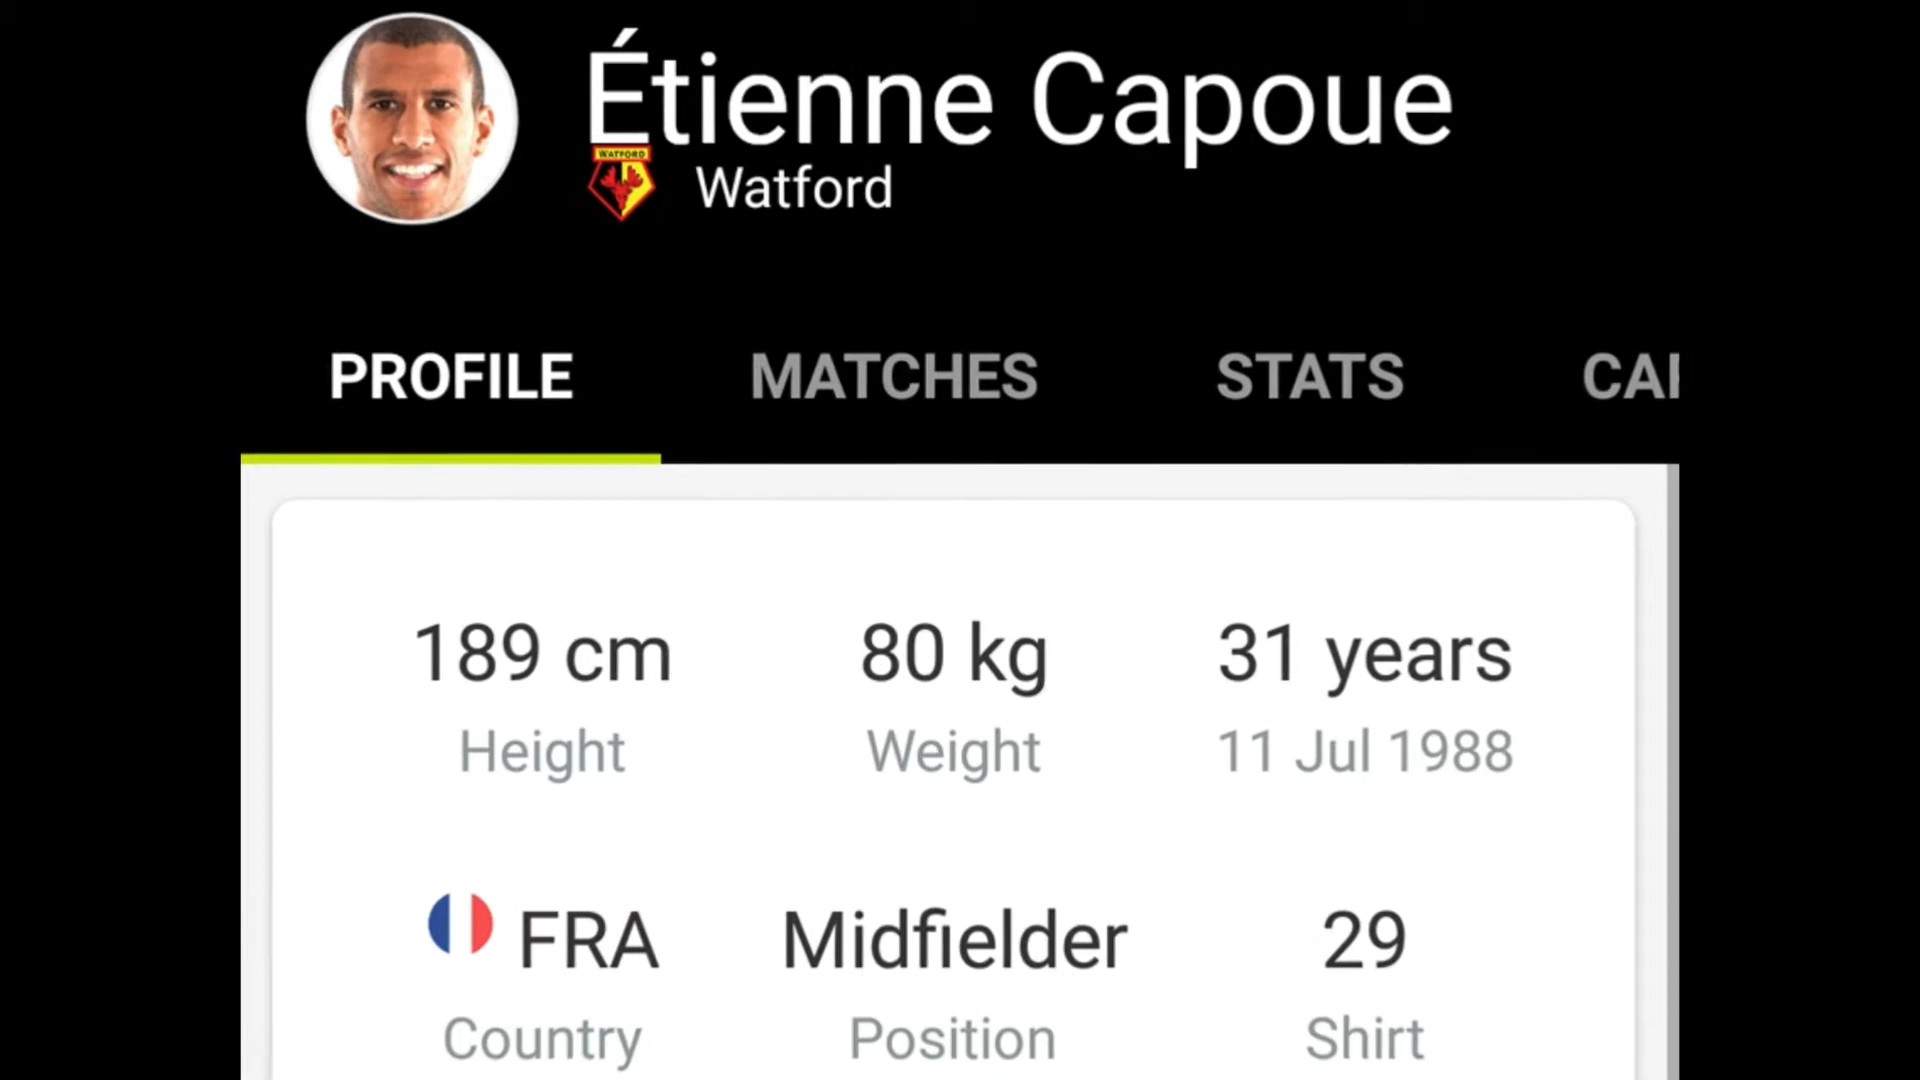 Étienne Capoue
WATFORD
Watford
PROFILE MATCHES STATS
189 cm 80 kg 31 years
Height Weight 11 Jul 1988
FRA Midfielder 29
Country Position Shirt